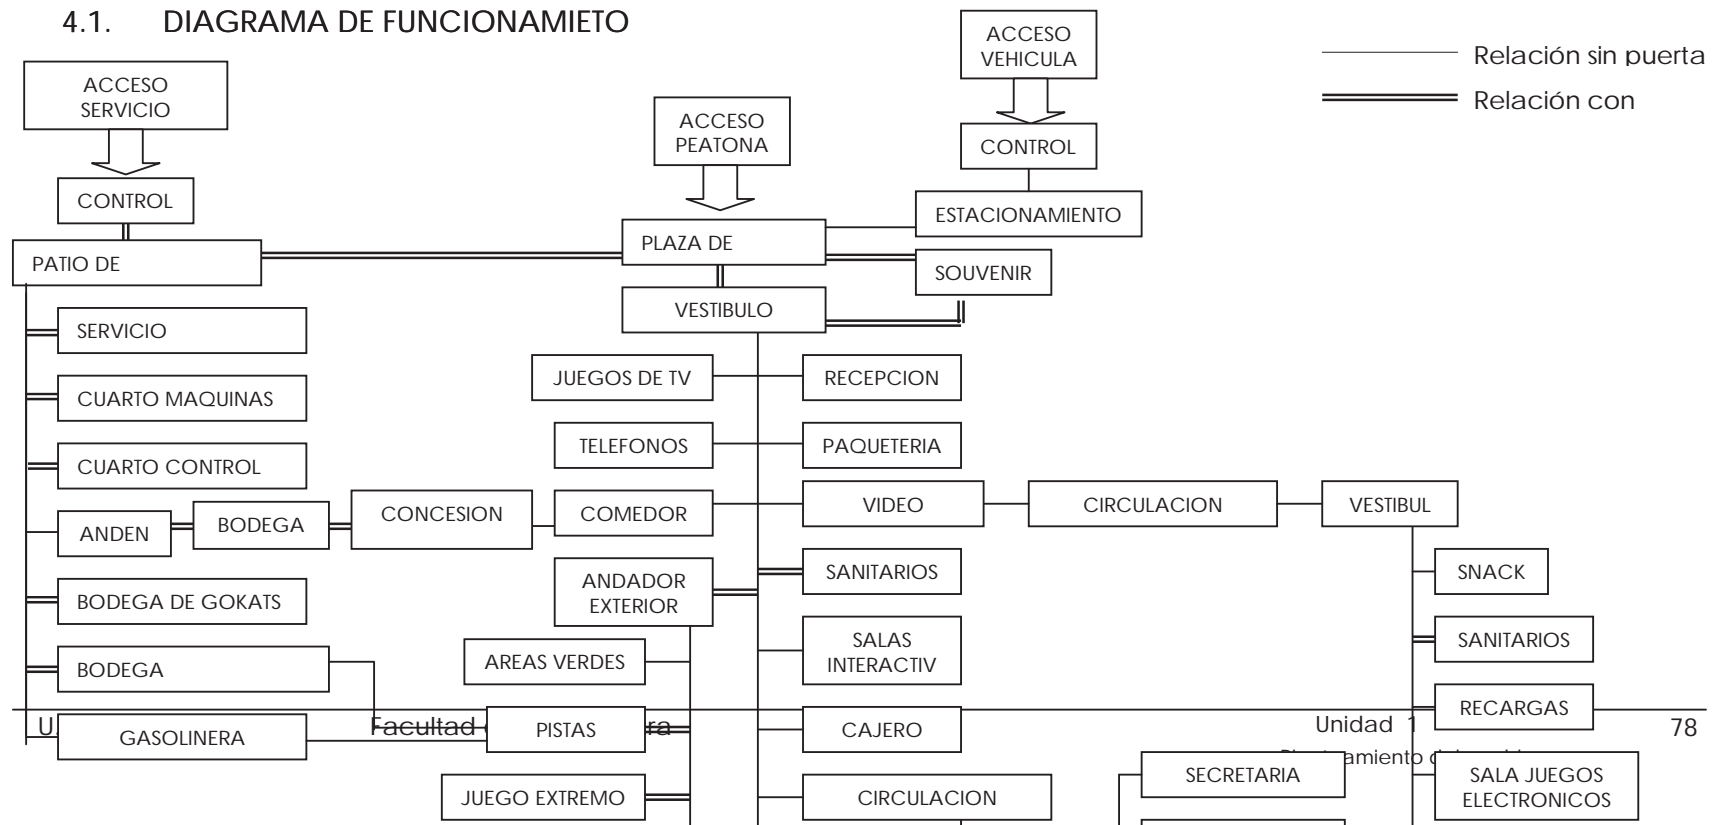 4.1. DIAGRAMA DE FUNCIONAMIETO
ACCESO
VEHICULA
Relación sin puerta
Relación con
ACCESO
SERVICIO
ACCESO
PEATONA
CONTROL
CONTROL
ESTACIONAMIENTO
PLAZA DE
PATIO DE
SOUVENIR
VESTIBULO
SERVICIO
JUEGOS DE TV
RECEPCION
CUARTO MAQUINAS
TELEFONOS
PAQUETERIA
CUARTO CONTROL
ANDEN
BODEGA
CONCESION
COMEDOR
VIDEO
CIRCULACION
VESTIBUL
ANDADOR
EXTERIOR
SANITARIOS
SNACK
BODEGA DE GOKATS
SALAS
INTERACTIV
SANITARIOS
AREAS VERDES
BODEGA
RECARGAS
GASOLINERA
PISTAS
CAJERO
U
Facultad
ra
Unidad 1
78
amiento
SECRETARIA
SALA JUEGOS
ELECTRONICOS
JUEGO EXTREMO
CIRCULACION